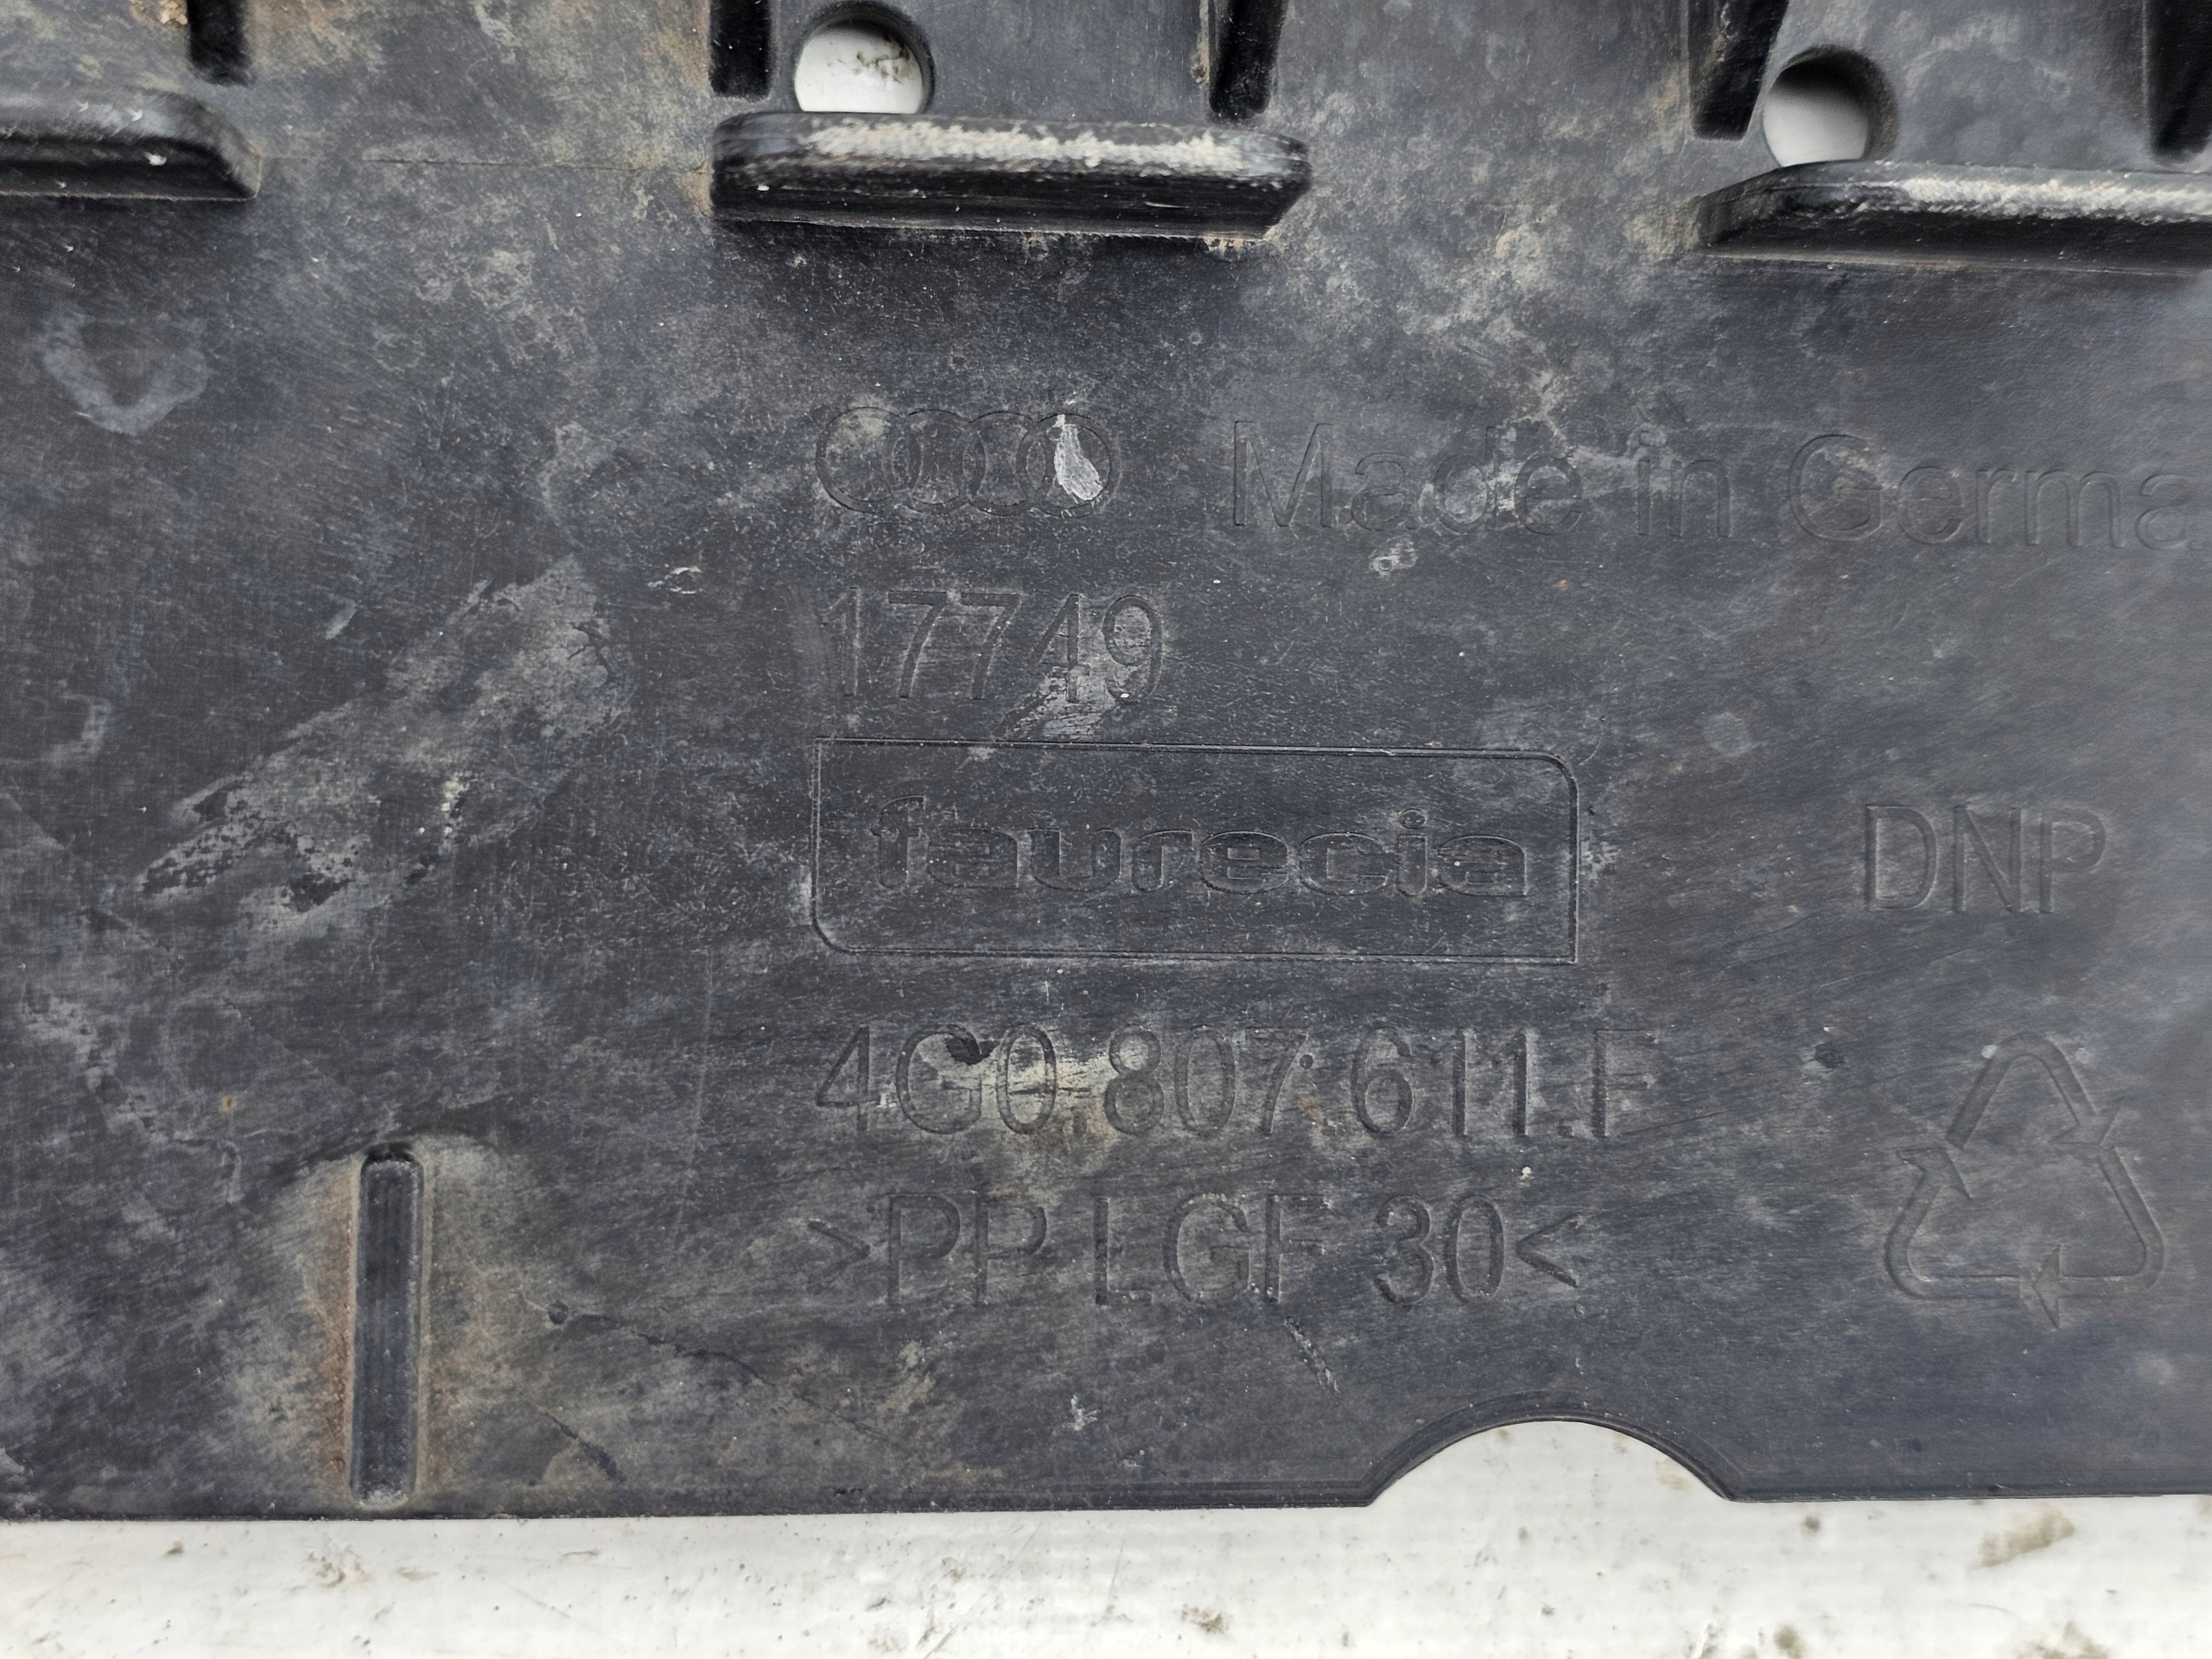 Made in Germa
17749
faurecia
DNP
4G0.807.611.F
>PP LGF 30<